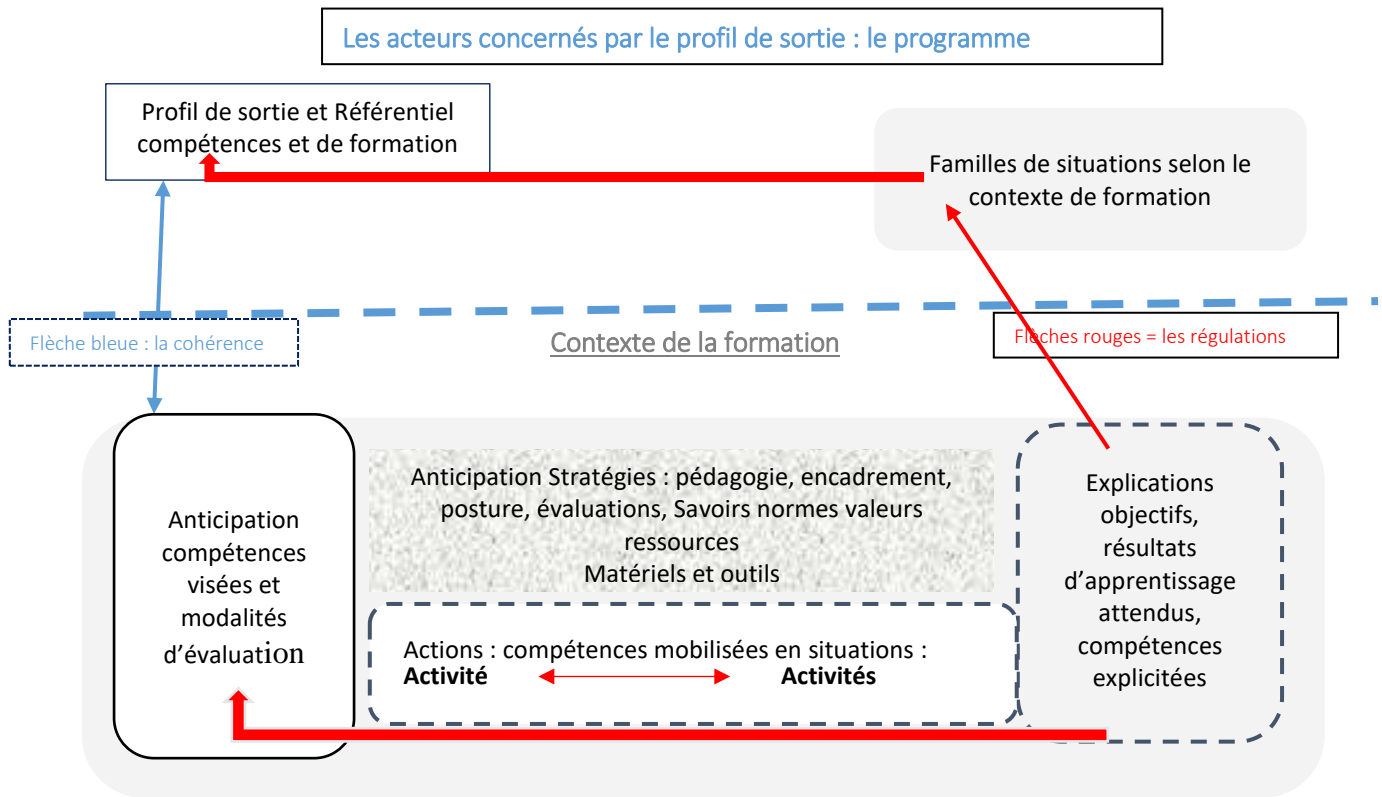 Les acteurs concernés par le profil de sortie : le programme
Profil de sortie et Référentiel
compétences et de formation
Familles de situations selon le
contexte de formation
Flèche bleue : la cohérence
Contexte de la formation
Flèches rouges = les régulations
Anticipation
compétences
visées et
modalités
d’évaluation
Anticipation Stratégies : pédagogie, encadrement,
posture, évaluations, Savoirs normes valeurs
ressources
Matériels et outils
Actions : compétences mobilisées en situations :
Activité Activités
Explications
objectifs,
résultats
d’apprentissage
attendus,
compétences
explicitées